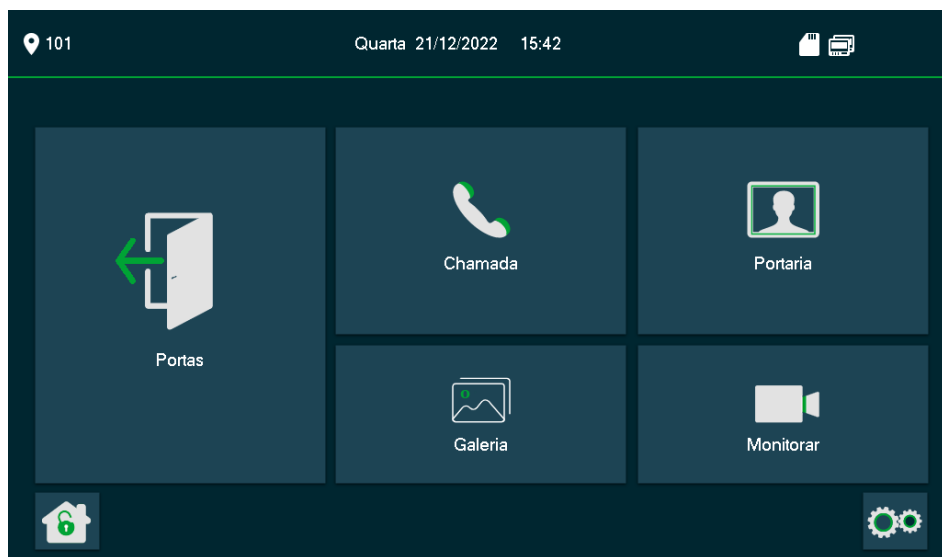 101
Quarta 21/12/2022 15:42
Chamada
Portaria
Portas
Galeria
Monitorar